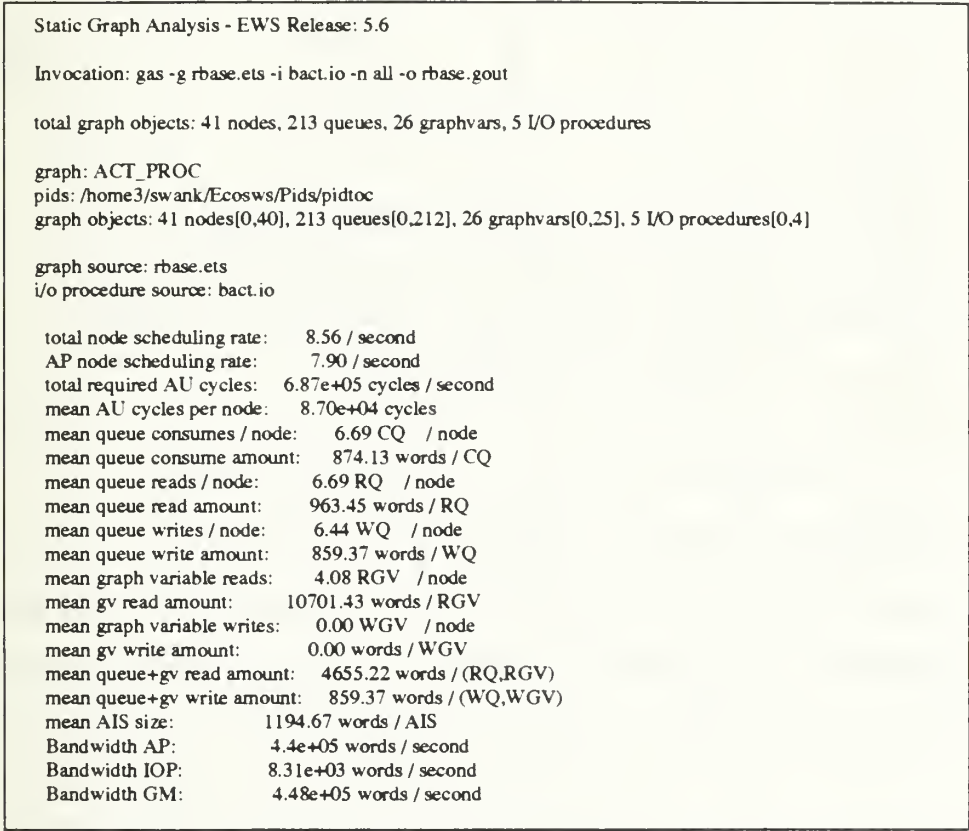 Static Graph Analysis - EWS Release: 5.6
Invocation: gas -g rbase.ets -i bact.io -n all -o rbase.gout
total graph objects: 41 nodes, 213 queues, 26 graphvars, 5 I/O procedures
graph: ACT_PROC
pids: /home3/swank/Ecosws/Pids/pidtoc
graph objects: 41 nodes[0,40], 213 queues[0,212], 26 graphvars[0,25], 5 I/O procedures[0,4]
graph source: rbase.ets
i/o procedure source: bact.io
total node scheduling rate: 8.56 / second
AP node scheduling rate: 7.90 / second
total required AU cycles: 6.87e+05 cycles / second
mean AU cycles per node: 8.70e+04 cycles
mean queue consumes / node: 6.69 CQ / node
mean queue consume amount: 874.13 words / CQ
mean queue reads / node: 6.69 RQ / node
mean queue read amount: 963.45 words / RQ
mean queue writes / node: 6.44 WQ / node
mean queue write amount: 859.37 words / WQ
mean graph variable reads: 4.08 RGV / node
mean gv read amount: 10701.43 words / RGV
mean graph variable writes: 0.00 WGV / node
mean gv write amount: 0.00 words / WGV
mean queue+gv read amount: 4655.22 words / (RQ,RGV)
mean queue+gv write amount: 859.37 words / (WQ,WGV)
mean AIS size: 1194.67 words / AIS
Bandwidth AP: 4.4e+05 words / second
Bandwidth IOP: 8.31e+03 words / second
Bandwidth GM: 4.48e+05 words / second